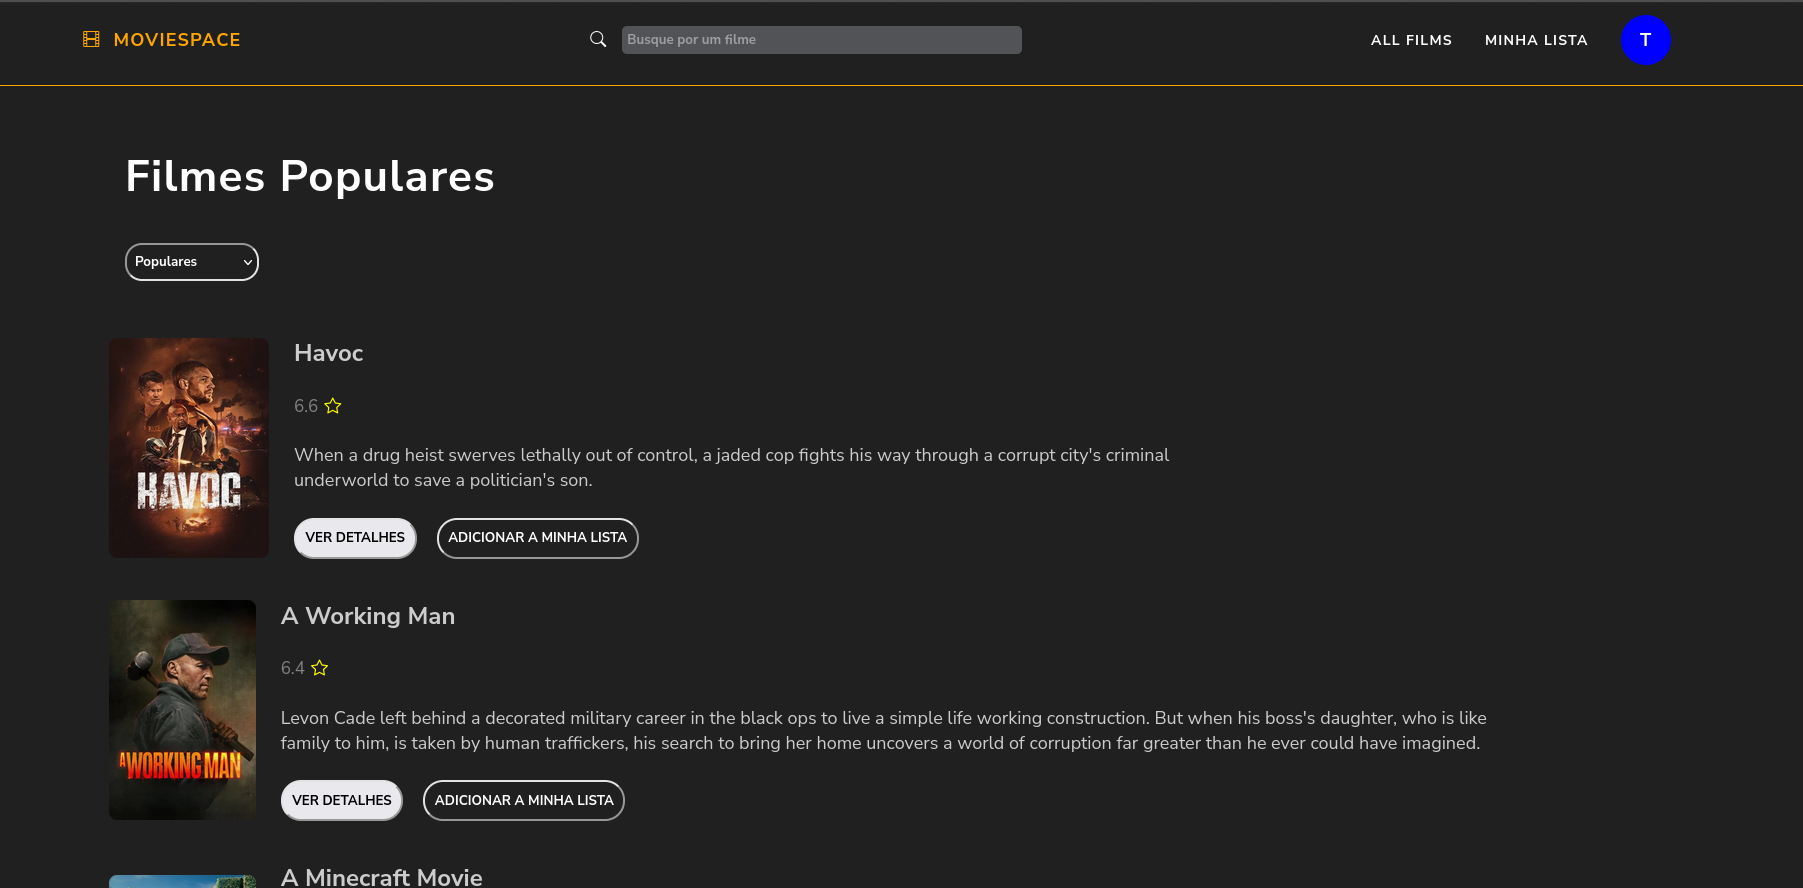 MOVIESPACE
Busque por um filme
ALL FILMS
MINHA LISTA
T
Filmes Populares
Populares
HAVOC
Havoc
6.6
When a drug heist swerves lethally out of control, a jaded cop fights his way through a corrupt city's criminal
underworld to save a politician's son.
VER DETALHES
ADICIONAR A MINHA LISTA
A WORKING MAN
A Working Man
6.4
Levon Cade left behind a decorated military career in the black ops to live a simple life working construction. But when his boss's daughter, who is like
family to him, is taken by human traffickers, his search to bring her home uncovers a world of corruption far greater than he ever could have imagined.
VER DETALHES
ADICIONAR A MINHA LISTA
A Minecraft Movie